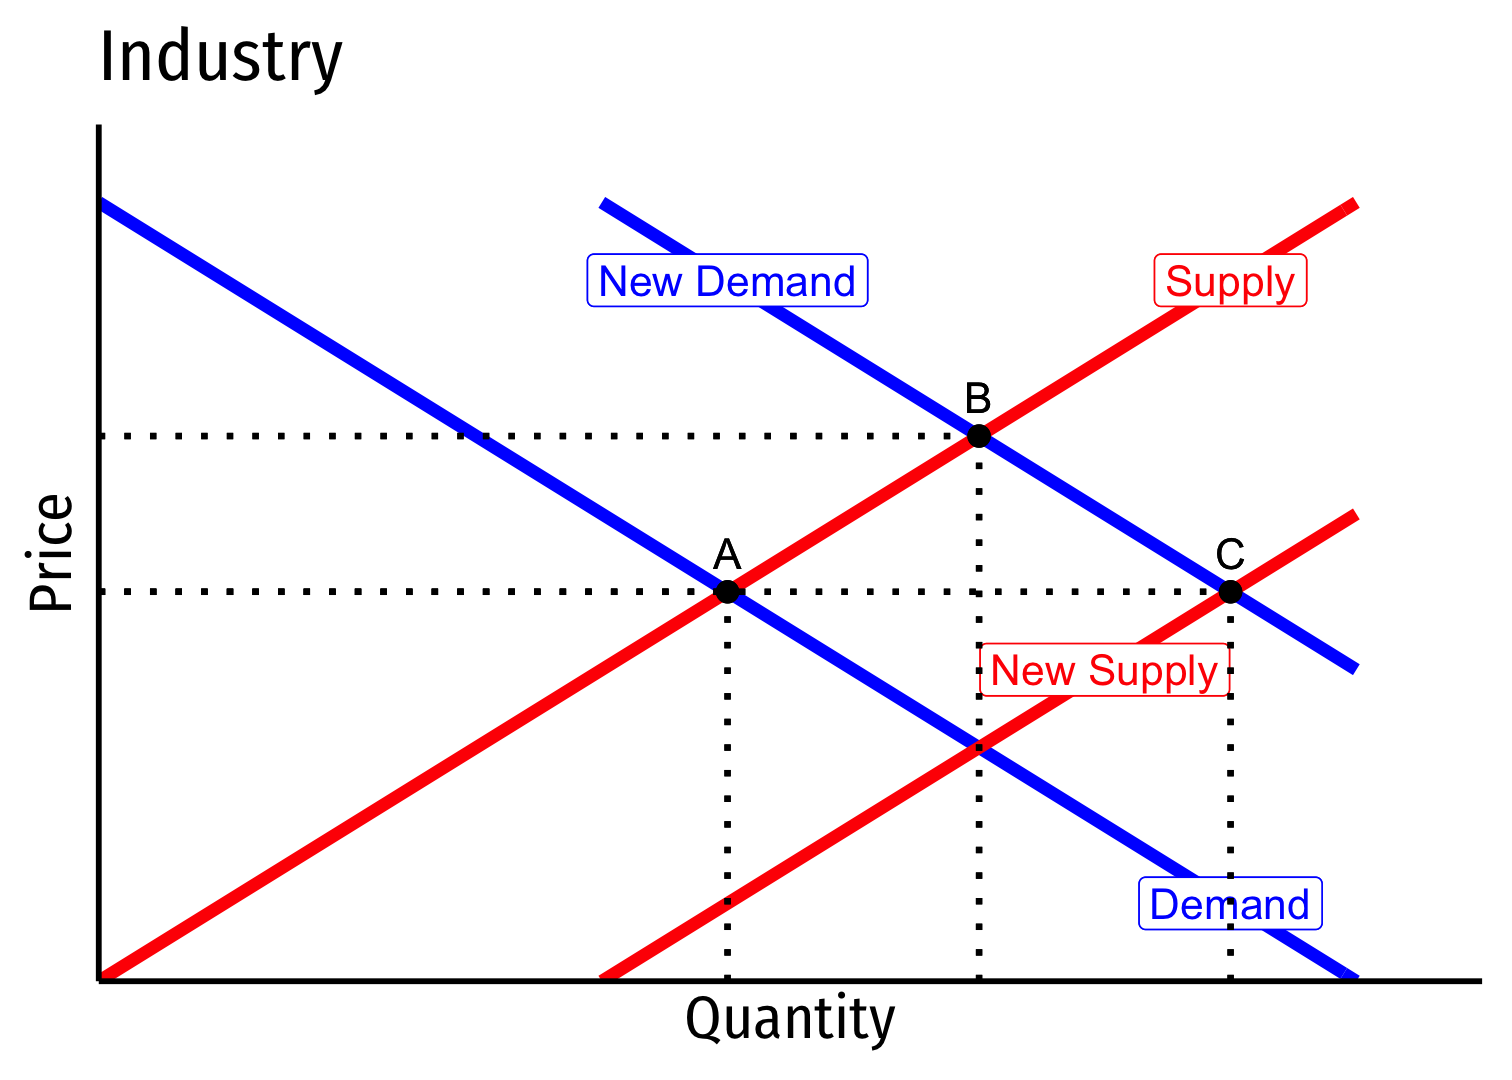 Industry
New Demand
Supply
B
A
C
Price
New Supply
Demand
Quantity